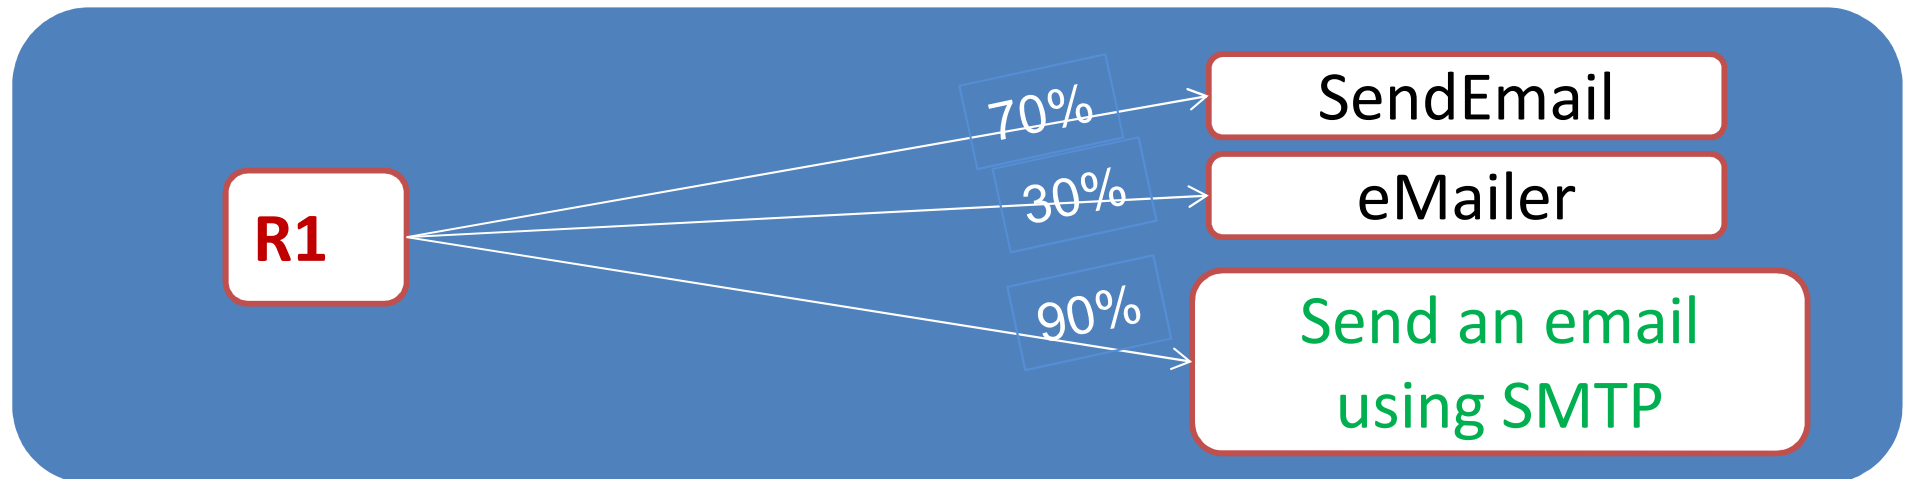 70%
SendEmail
30%
eMailer
R1
90%
Send an email
using SMTP